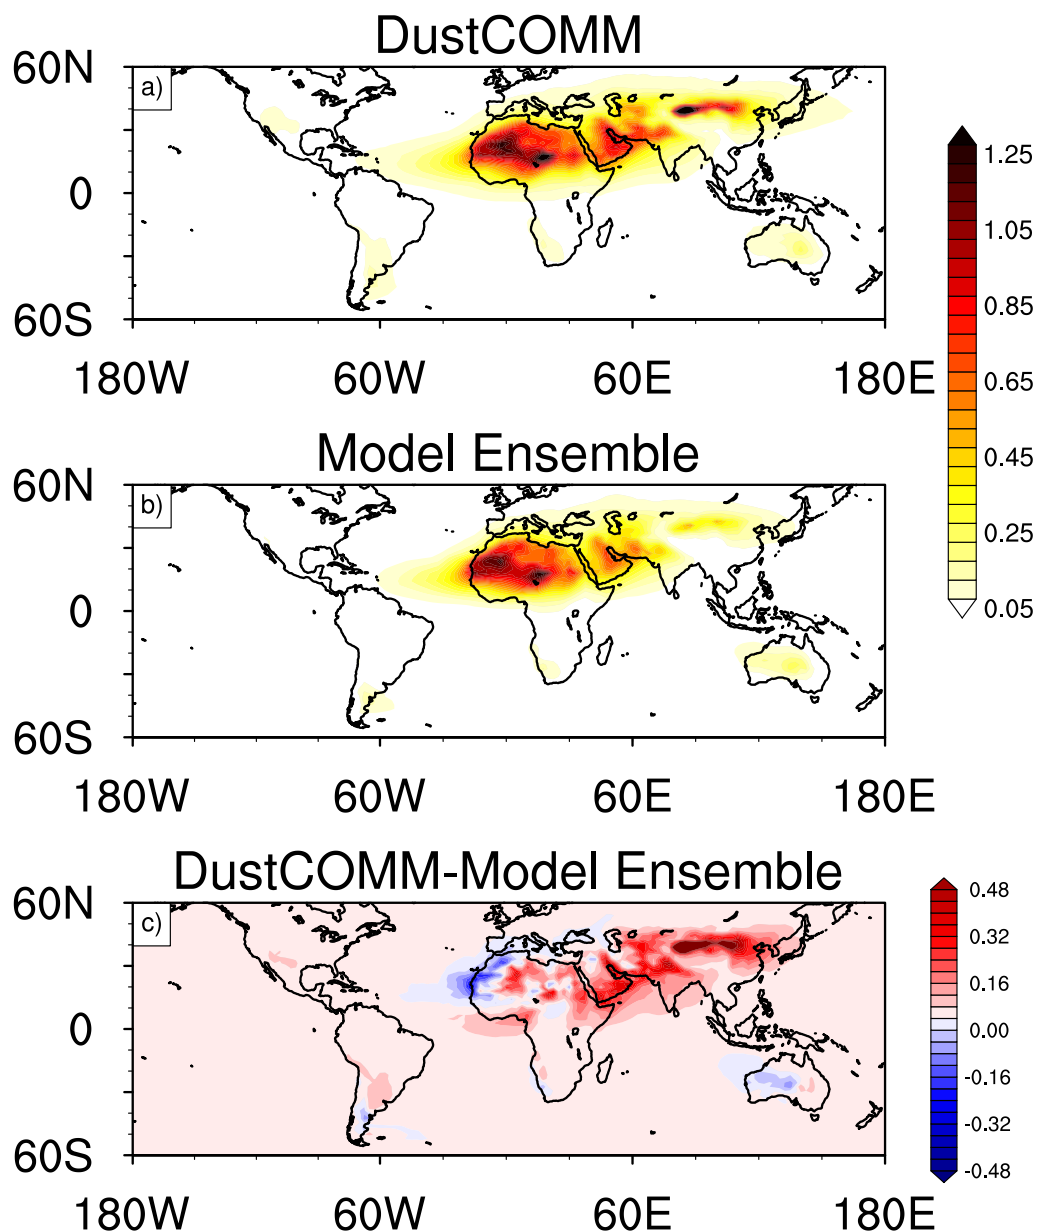 DustCOMM
60N
a)
0
60S
180W 60W 60E 180E
1.25
1.05
0.85
0.65
0.45
0.25
0.05
Model Ensemble
60N
b)
0
60S
180W 60W 60E 180E
DustCOMM-Model Ensemble
60N
c)
0
60S
180W 60W 60E 180E
0.48
0.32
0.16
0.00
-0.16
-0.32
-0.48